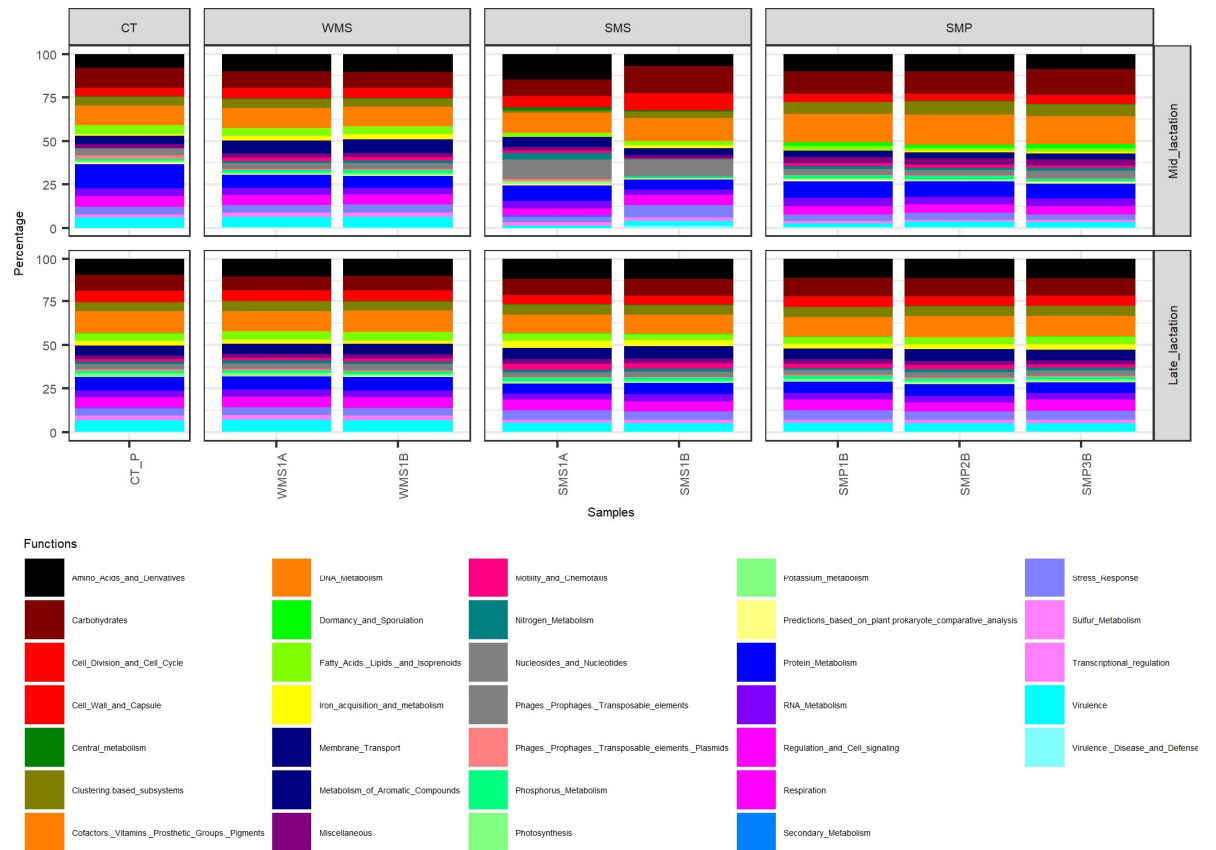 CT WMS SMS SMP
100
75
50
25
0
Mid_lactation
100
75
50
25
0
Late_lactation
Percentage
CT_P WMS1A WMS1B SMS1A SMS1B SMP1B SMP2B SMP3B
Samples
Functions
Amino_Acids_and_Derivatives DNA_Metabolism Motility_and_Chemotaxis Potassium_metabolism Stress_Response
Carbohydrates Dormancy_and_Sporulation Nitrogen_Metabolism Predictions_based_on_plant.prokaryote_comparative_analysis Sulfur_Metabolism
Cell_Division_and_Cell_Cycle Fatty_Acids._Lipids._and_Isoprenoids Nucleosides_and_Nucleotides Protein_Metabolism Transcriptional_regulation
Cell_Wall_and_Capsule Iron_acquisition_and_metabolism Phages._Prophages._Transposable_elements RNA_Metabolism Virulence
Central_metabolism Membrane_Transport Phages._Prophages._Transposable_elements._Plasmids Regulation_and_Cell_signaling Virulence._Disease_and_Defense
Clustering.based_subsystems Metabolism_of_Aromatic_Compounds Phosphorus_Metabolism Respiration
Cofactors._Vitamins._Prosthetic_Groups._Pigments Miscellaneous Photosynthesis Secondary_Metabolism